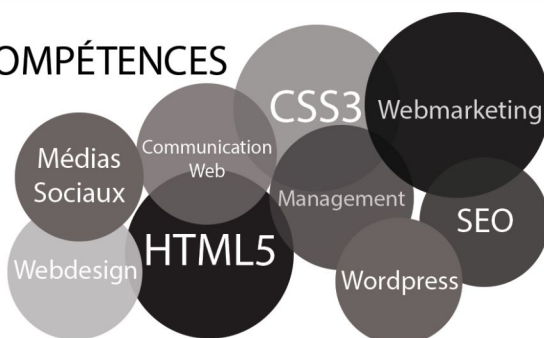 OMPÉTENCES
CSS3
Webmarketing
Médias
Sociaux
Communication
Web
Management
SEO
HTML5
Webdesign
Wordpress